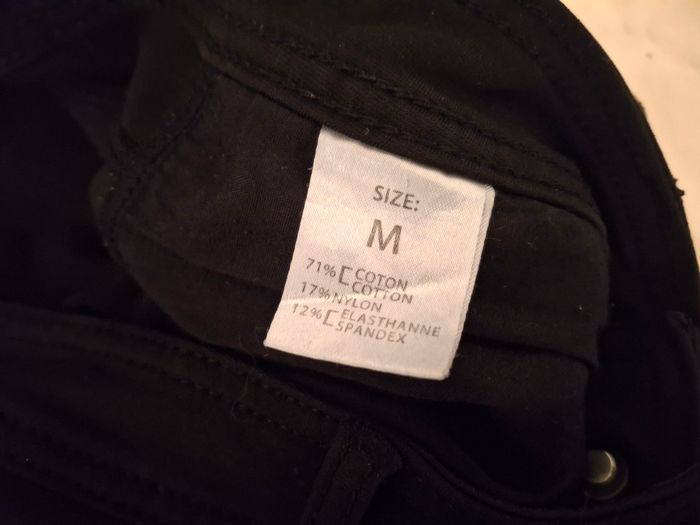 SIZE:
M
71% [ COTON
COTTON
17% NYLON
12% [ ELASTHANNE
SPANDEX